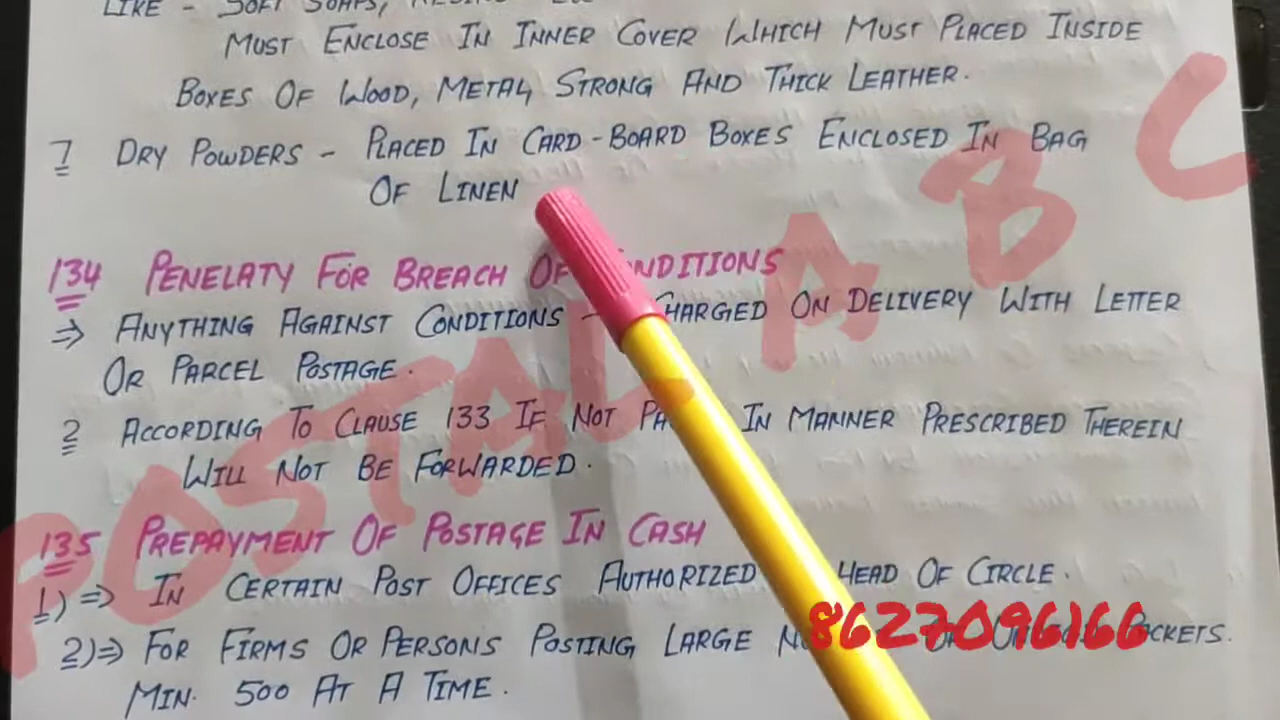 LIKE - SOFT SOAPS,
MUST ENCLOSE IN INNER COVER WHICH MUST PLACED INSIDE
BOXES OF WOOD, METAL, STRONG AND THICK LEATHER.
7 DRY POWDERS - PLACED IN CARD-BOARD BOXES ENCLOSED IN BAG
OF LINEN
134 PENELATY FOR BREACH OF CONDITIONS
⇒ ANYTHING AGAINST CONDITIONS - CHARGED ON DELIVERY WITH LETTER
OR PARCEL POSTAGE.
2 ACCORDING TO CLAUSE 133 IF NOT IN MANNER PRESCRIBED THEREIN
WILL NOT BE FORWARDED.
135 PREPAYMENT OF POSTAGE IN CASH
1) ⇒ IN CERTAIN POST OFFICES AUTHORIZED HEAD OF CIRCLE.
2) ⇒ FOR FIRMS OR PERSONS POSTING LARGE
MIN. 500 AT A TIME.
POSTAL A B C
8627096166